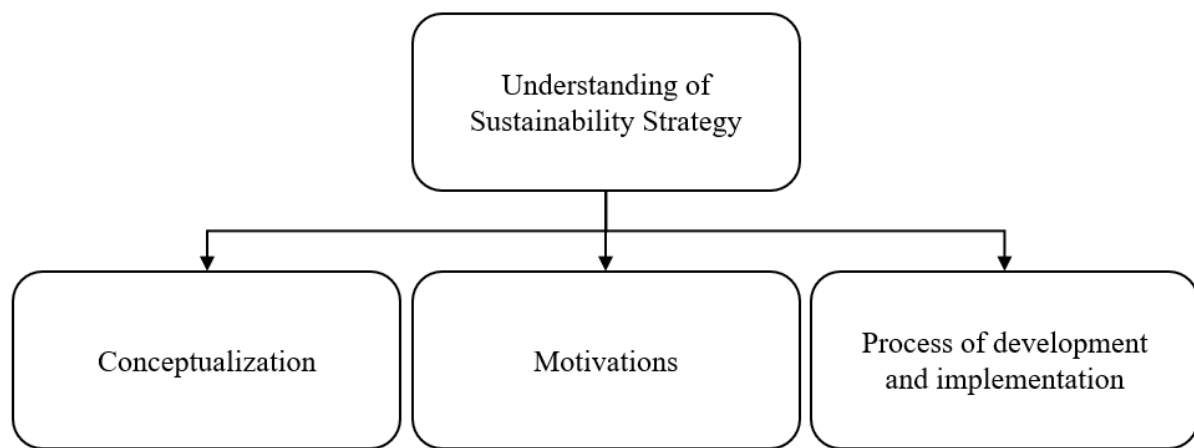 Understanding of
Sustainability Strategy
Conceptualization
Motivations
Process of development
and implementation